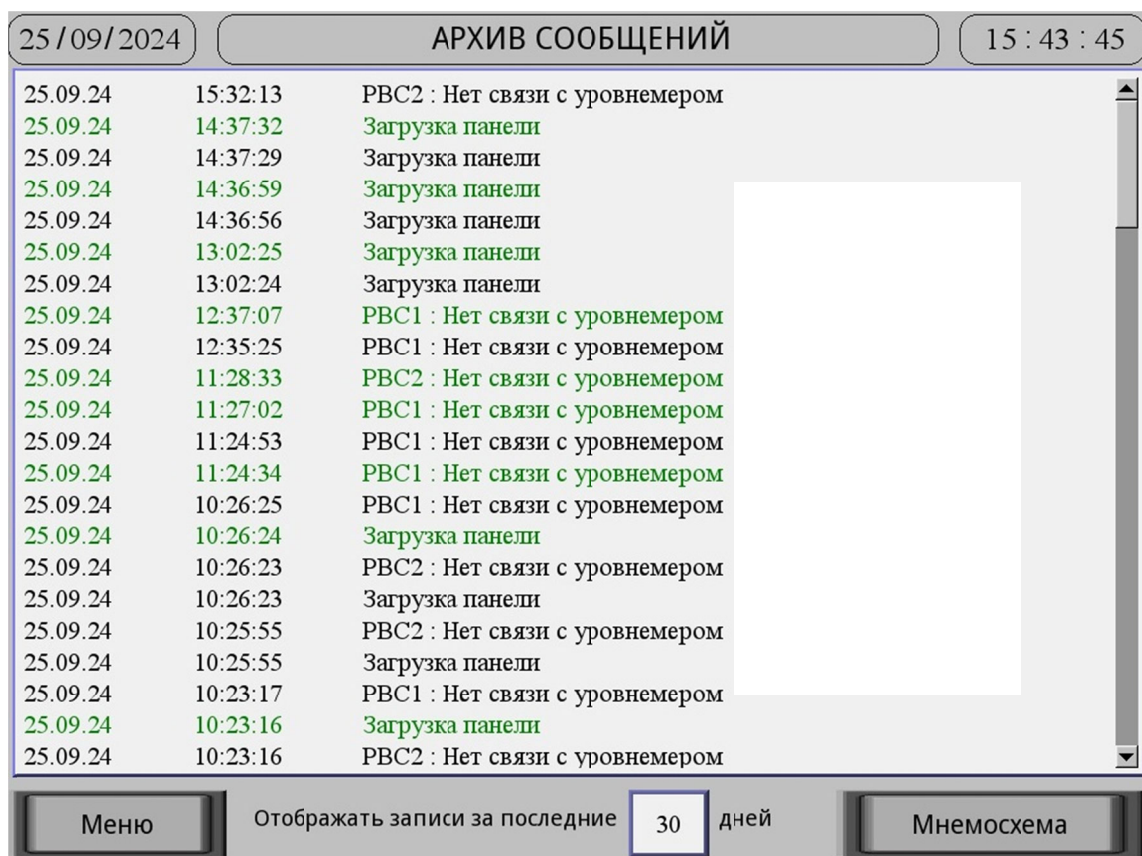 25/09/2024 АРХИВ СООБЩЕНИЙ 15 : 43 : 45
25.09.24 15:32:13 РВС2 : Нет связи с уровнемером
25.09.24 14:37:32 Загрузка панели
25.09.24 14:37:29 Загрузка панели
25.09.24 14:36:59 Загрузка панели
25.09.24 14:36:56 Загрузка панели
25.09.24 13:02:25 Загрузка панели
25.09.24 13:02:24 Загрузка панели
25.09.24 12:37:07 РВС1 : Нет связи с уровнемером
25.09.24 12:35:25 РВС1 : Нет связи с уровнемером
25.09.24 11:28:33 РВС2 : Нет связи с уровнемером
25.09.24 11:27:02 РВС1 : Нет связи с уровнемером
25.09.24 11:24:53 РВС1 : Нет связи с уровнемером
25.09.24 11:24:34 РВС1 : Нет связи с уровнемером
25.09.24 10:26:25 РВС1 : Нет связи с уровнемером
25.09.24 10:26:24 Загрузка панели
25.09.24 10:26:23 РВС2 : Нет связи с уровнемером
25.09.24 10:26:23 Загрузка панели
25.09.24 10:25:55 РВС2 : Нет связи с уровнемером
25.09.24 10:25:55 Загрузка панели
25.09.24 10:23:17 РВС1 : Нет связи с уровнемером
25.09.24 10:23:16 Загрузка панели
25.09.24 10:23:16 РВС2 : Нет связи с уровнемером
Меню Отображать записи за последние 30 дней Мнемосхема